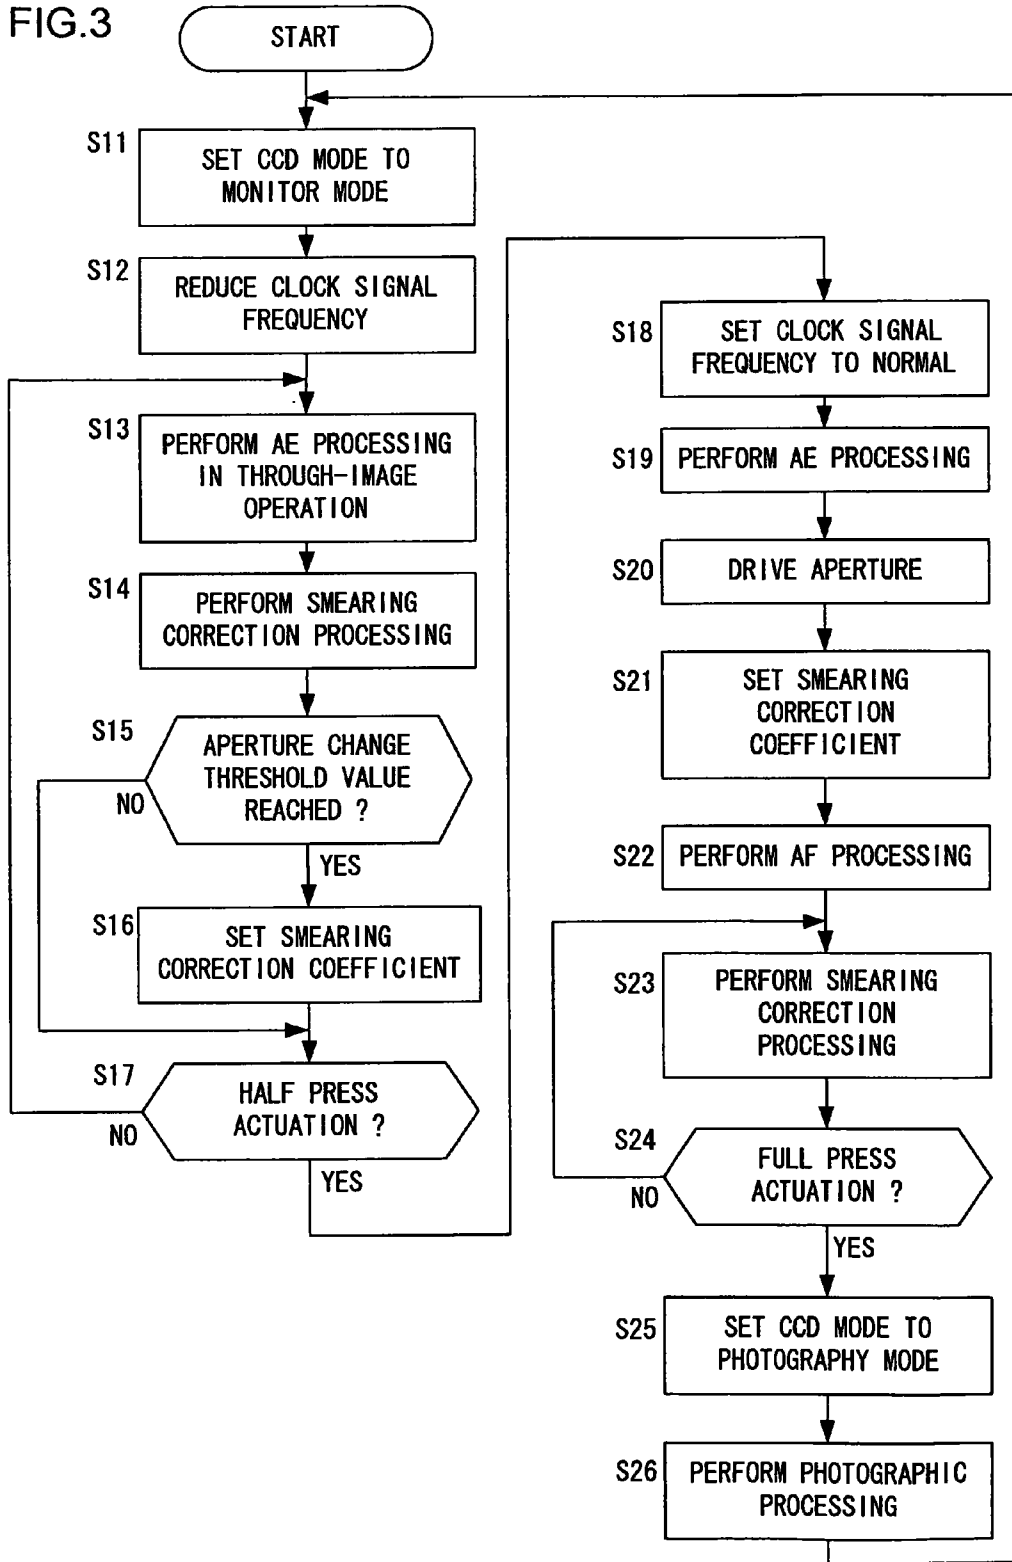 FIG.3
START
S11
SET CCD MODE TO
MONITOR MODE
S12
REDUCE CLOCK SIGNAL
FREQUENCY
S13
PERFORM AE PROCESSING
IN THROUGH-IMAGE
OPERATION
S14
PERFORM SMEARING
CORRECTION PROCESSING
S15
APERTURE CHANGE
THRESHOLD VALUE
REACHED ?
NO
YES
S16
SET SMEARING
CORRECTION COEFFICIENT
S17
HALF PRESS
ACTUATION ?
NO
YES
S18
SET CLOCK SIGNAL
FREQUENCY TO NORMAL
S19
PERFORM AE PROCESSING
S20
DRIVE APERTURE
S21
SET SMEARING
CORRECTION
COEFFICIENT
S22
PERFORM AF PROCESSING
S23
PERFORM SMEARING
CORRECTION
PROCESSING
S24
FULL PRESS
ACTUATION ?
NO
YES
S25
SET CCD MODE TO
PHOTOGRAPHY MODE
S26
PERFORM PHOTOGRAPHIC
PROCESSING